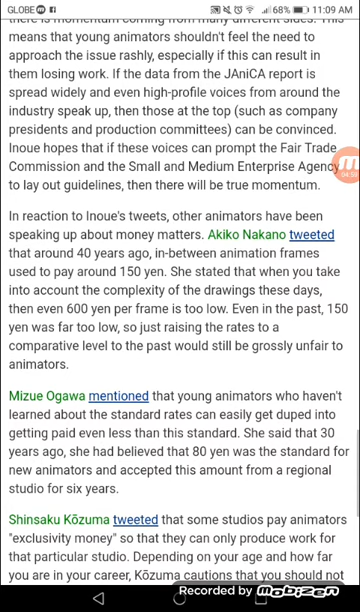 GLOBE 68% 11:09 AM
there is momentum coming from many different sides. This
means that young animators shouldn't feel the need to
approach the issue rashly, especially if this can result in
them losing work. If the data from the JAniCA report is
spread widely and even high-profile voices from around the
industry speak up, then those at the top (such as company
presidents and production committees) can be convinced.
Inoue hopes that if these voices can prompt the Fair Trade
Commission and the Small and Medium Enterprise Agency
to lay out guidelines, then there will be true momentum.
In reaction to Inoue's tweets, other animators have been
speaking up about money matters. Akiko Nakano tweeted
that around 40 years ago, in-between animation frames
used to pay around 150 yen. She stated that when you take
into account the complexity of the drawings these days,
then even 600 yen per frame is too low. Even in the past, 150
yen was far too low, so just raising the rates to a
comparative level to the past would still be grossly unfair to
animators.
Mizue Ogawa mentioned that young animators who haven't
learned about the standard rates can easily get duped into
getting paid even less than this standard. She said that 30
years ago, she had believed that 80 yen was the standard for
new animators and accepted this amount from a regional
studio for six years.
Shinsaku Kōzuma tweeted that some studios pay animators
"exclusivity money" so that they can only produce work for
that particular studio. Depending on your age and how far
you are in your career, Kōzuma cautions that you should not
Recorded by mobizen